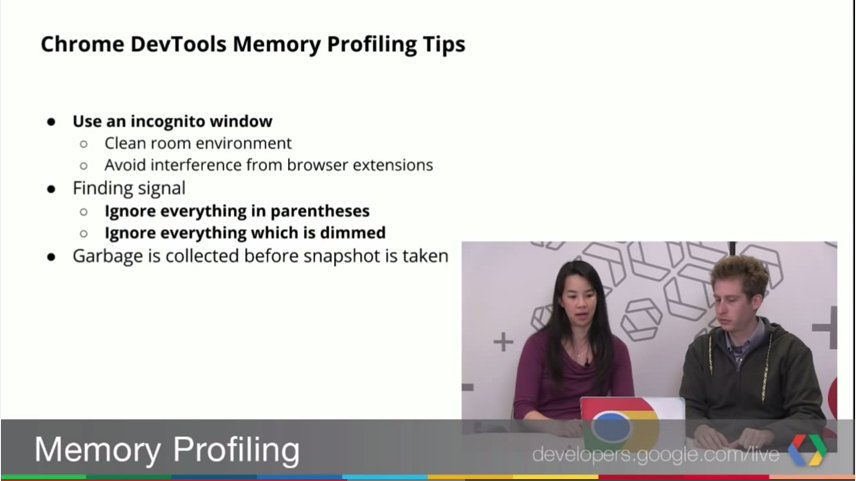 Chrome DevTools Memory Profiling Tips
● Use an incognito window
○ Clean room environment
○ Avoid interference from browser extensions
● Finding signal
○ Ignore everything in parentheses
○ Ignore everything which is dimmed
● Garbage is collected before snapshot is taken
Memory Profiling
developers.google.com/live